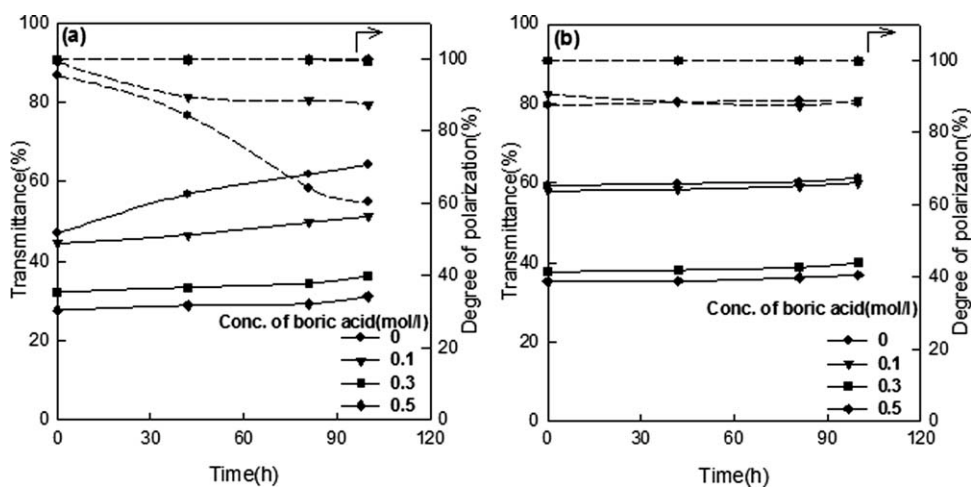 (a)
100
80
60
40
20
0
Transmittance(%)
100
80
60
40
20
0
Degree of polarization(%)
Conc. of boric acid(mol/l)
0
0.1
0.3
0.5
0 30 60 90 120
Time(h)
(b)
100
80
60
40
20
0
Transmittance(%)
100
80
60
40
20
0
Degree of polarization(%)
Conc. of boric acid(mol/l)
0
0.1
0.3
0.5
0 30 60 90 120
Time(h)